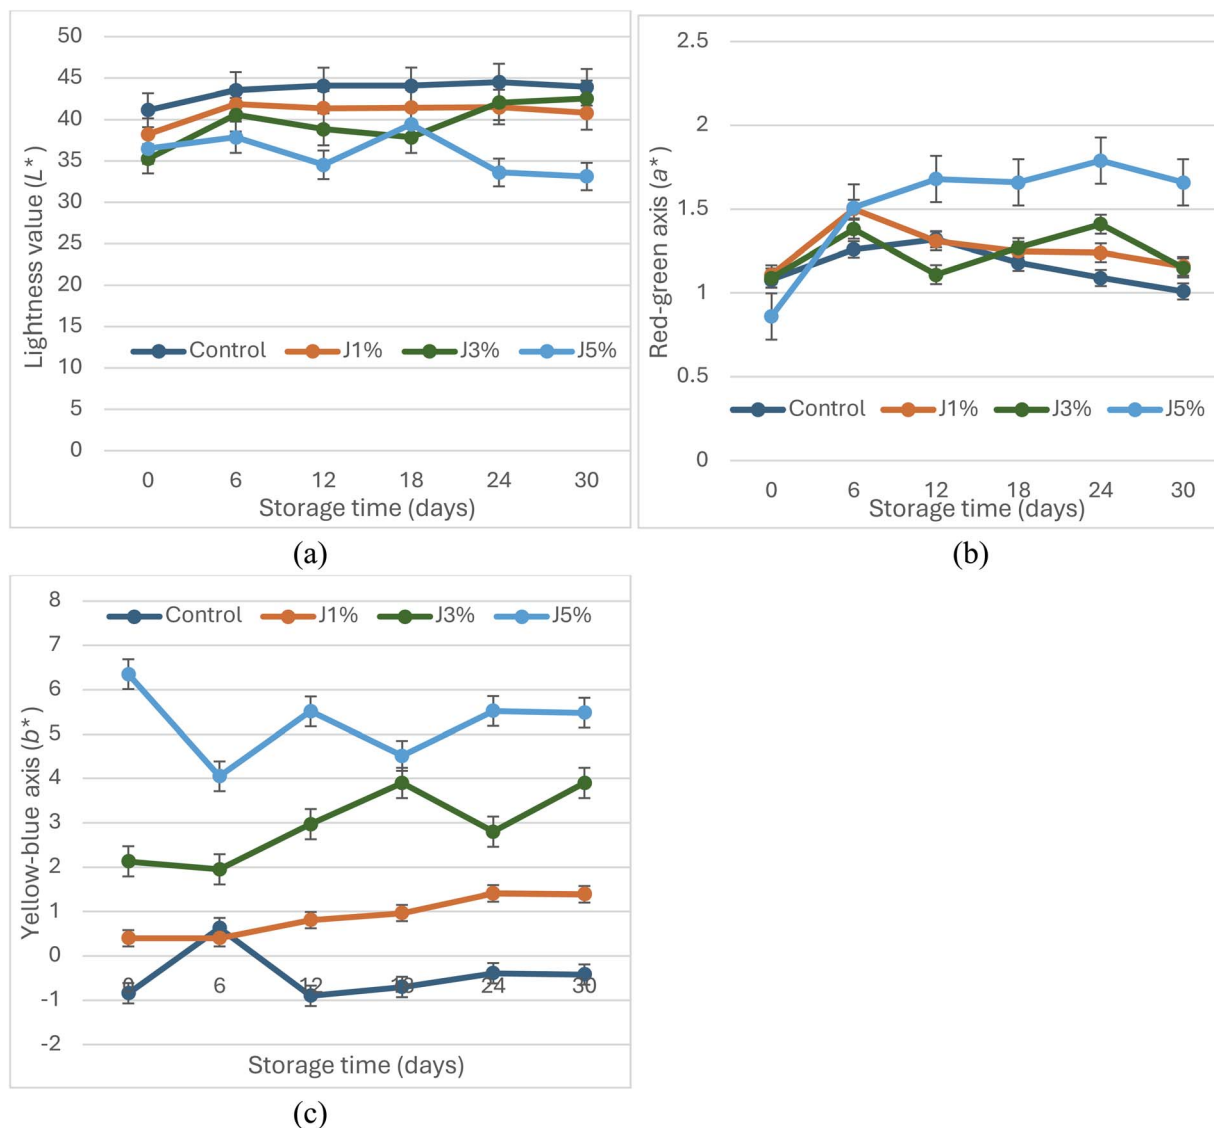 50
45
40
35
30
25
20
15
10
5
0
Lightness value (L*)
Control J1% J3% J5%
0 6 12 18 24 30
Storage time (days)
(a)
2.5
2
1.5
1
0.5
0
Red-green axis (a*)
Control J1% J3% J5%
0 6 12 18 24 30
Storage time (days)
(b)
8
7
6
5
4
3
2
1
0
-1
-2
Yellow-blue axis (b*)
Control J1% J3% J5%
0 6 12 18 24 30
Storage time (days)
(c)